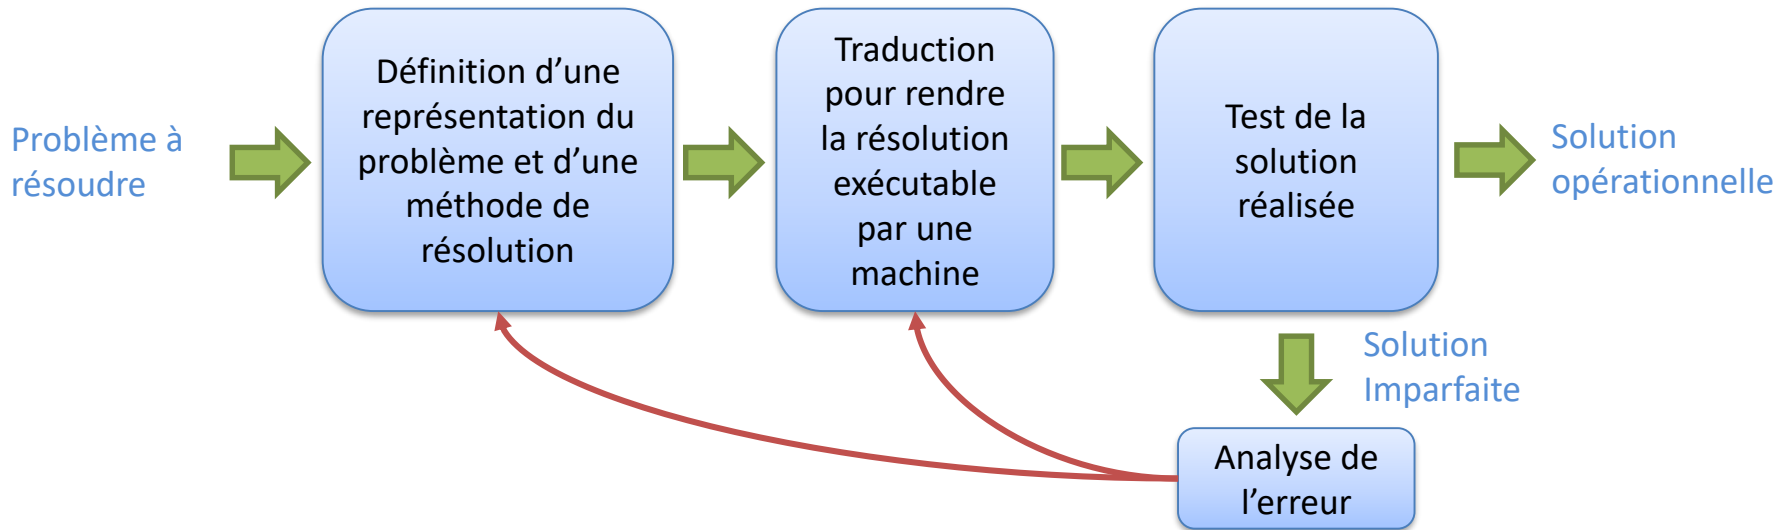 Problème à
résoudre
Définition d’une
représentation du
problème et d’une
méthode de
résolution
Traduction
pour rendre
la résolution
exécutable
par une
machine
Test de la
solution
réalisée
Solution
opérationnelle
Solution
Imparfaite
Analyse de
l’erreur